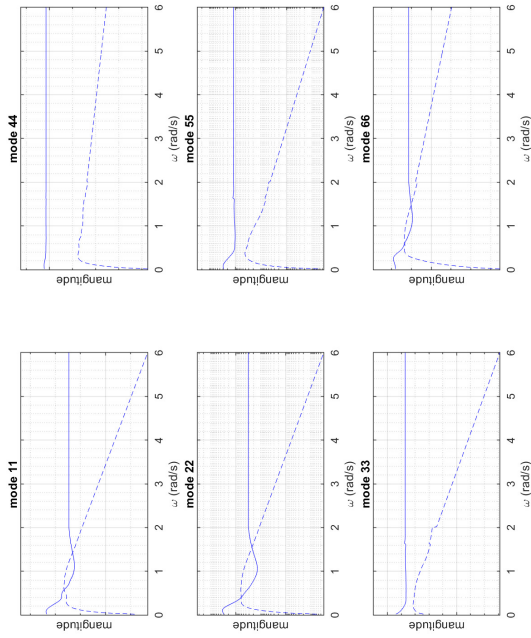 mode 11
mangitude
0 1 2 3 4 5 6
ω (rad/s)
mode 44
mangitude
0 1 2 3 4 5 6
ω (rad/s)
mode 22
mangitude
0 1 2 3 4 5 6
ω (rad/s)
mode 55
mangitude
0 1 2 3 4 5 6
ω (rad/s)
mode 33
mangitude
0 1 2 3 4 5 6
ω (rad/s)
mode 66
mangitude
0 1 2 3 4 5 6
ω (rad/s)